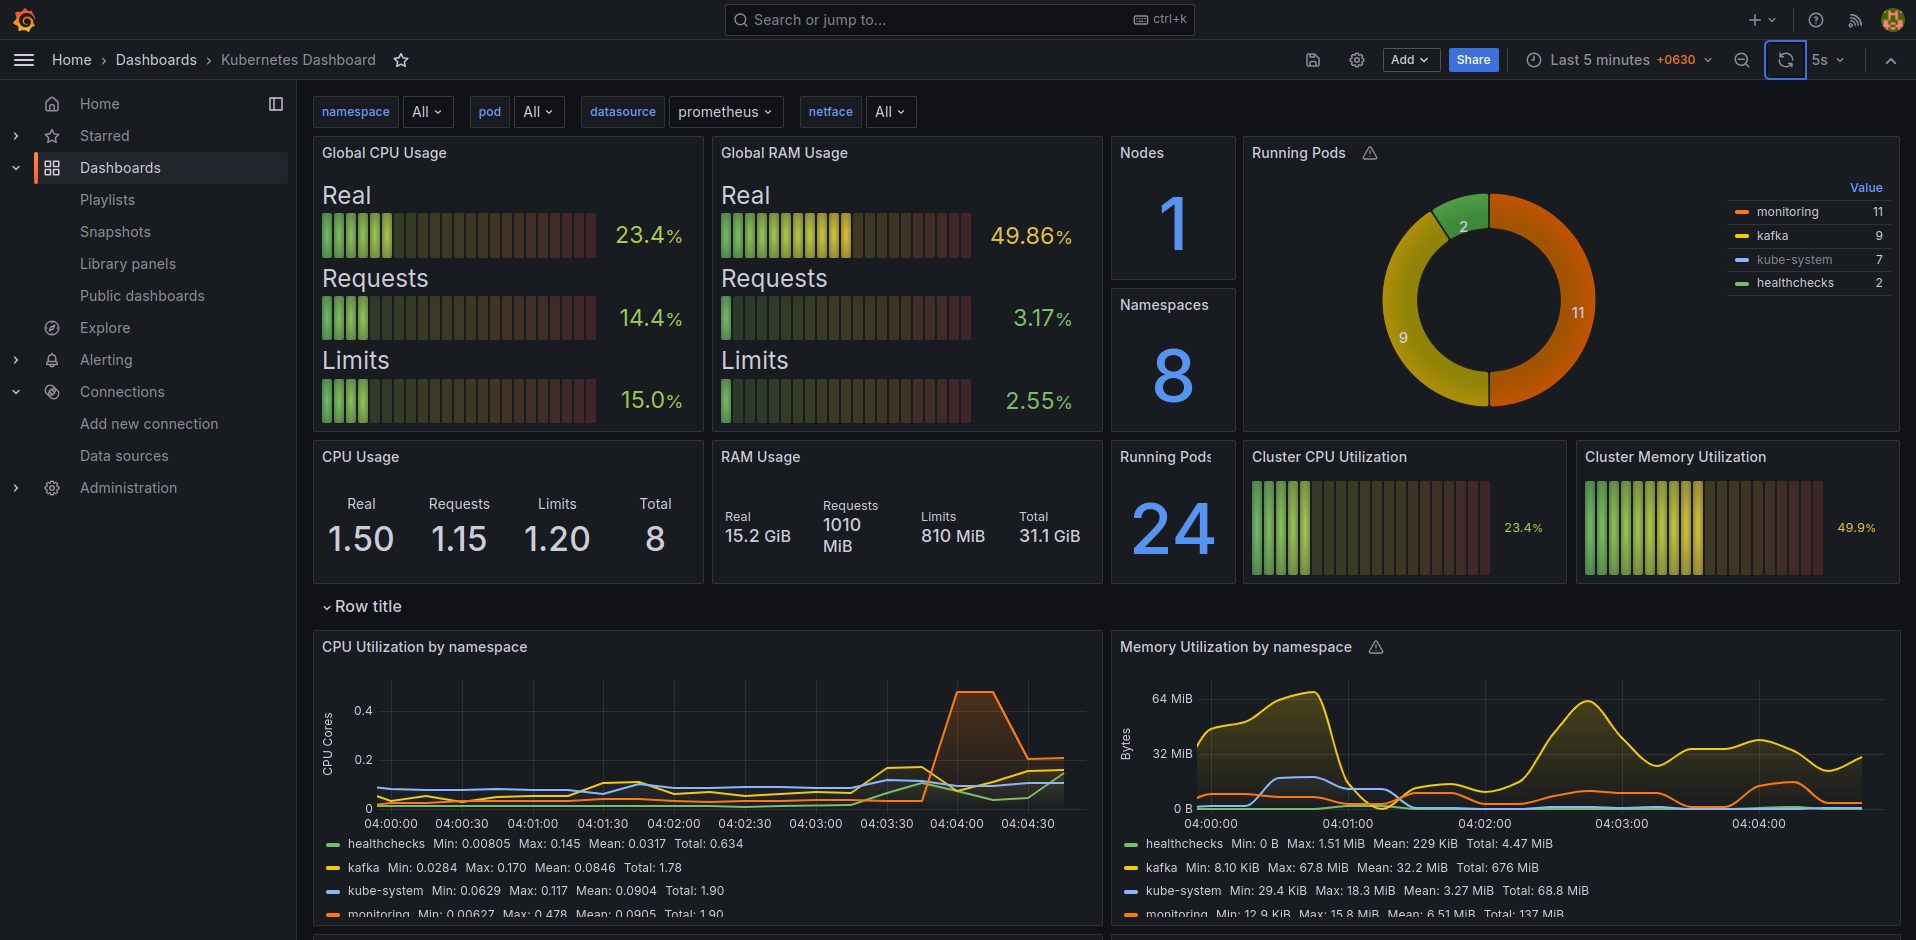 Search or jump to...
ctrl+k
Home › Dashboards › Kubernetes Dashboard
Add
Share
Last 5 minutes +0630
5s
Home
Starred
Dashboards
Playlists
Snapshots
Library panels
Public dashboards
Explore
Alerting
Connections
Add new connection
Data sources
Administration
namespace All pod All datasource prometheus netface All
Global CPU Usage
Real
23.4%
Requests
14.4%
Limits
15.0%
Global RAM Usage
Real
49.86%
Requests
3.17%
Limits
2.55%
Nodes
1
Namespaces
8
Running Pods
2
11
9
Value
monitoring 11
kafka 9
kube-system 7
healthchecks 2
CPU Usage
Real Requests Limits Total
1.50 1.15 1.20 8
RAM Usage
Real
15.2 GiB
Requests
1010
MiB
Limits
810 MiB
Total
31.1 GiB
Running Pods
24
Cluster CPU Utilization
23.4%
Cluster Memory Utilization
49.9%
Row title
CPU Utilization by namespace
CPU Cores
0.4
0.2
0
04:00:00 04:00:30 04:01:00 04:01:30 04:02:00 04:02:30 04:03:00 04:03:30 04:04:00 04:04:30
healthchecks Min: 0.00805 Max: 0.145 Mean: 0.0317 Total: 0.634
kafka Min: 0.0284 Max: 0.170 Mean: 0.0846 Total: 1.78
kube-system Min: 0.0629 Max: 0.117 Mean: 0.0904 Total: 1.90
monitoring Min: 0.00627 Max: 0.478 Mean: 0.0905 Total: 1.90
Memory Utilization by namespace
Bytes
64 MiB
32 MiB
0 B
04:00:00 04:01:00 04:02:00 04:03:00 04:04:00
healthchecks Min: 0 B Max: 1.51 MiB Mean: 229 KiB Total: 4.47 MiB
kafka Min: 8.10 KiB Max: 67.8 MiB Mean: 32.2 MiB Total: 676 MiB
kube-system Min: 29.4 KiB Max: 18.3 MiB Mean: 3.27 MiB Total: 68.8 MiB
monitoring Min: 12.9 KiB Max: 15.8 MiB Mean: 6.51 MiB Total: 137 MiB